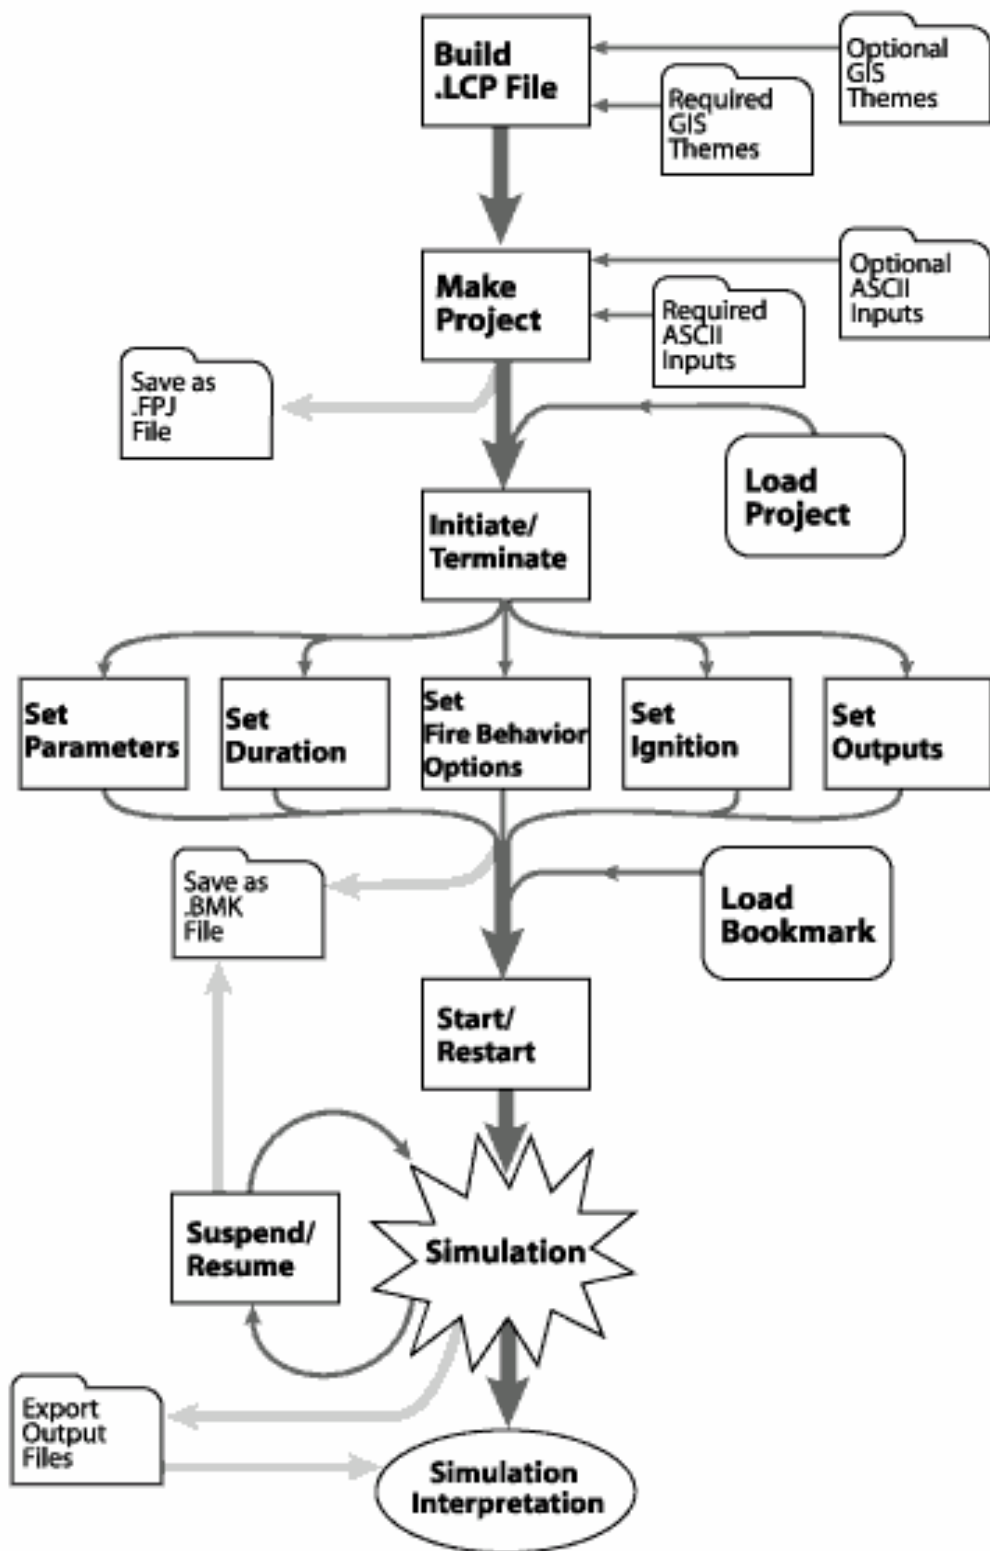 Build
.LCP File
Optional
GIS
Themes
Required
GIS
Themes
Make
Project
Optional
ASCII
Inputs
Required
ASCII
Inputs
Save as
.FPJ
File
Load
Project
Initiate/
Terminate
Set
Parameters
Set
Duration
Set
Fire Behavior
Options
Set
Ignition
Set
Outputs
Save as
.BMK
File
Load
Bookmark
Start/
Restart
Suspend/
Resume
Simulation
Export
Output
Files
Simulation
Interpretation